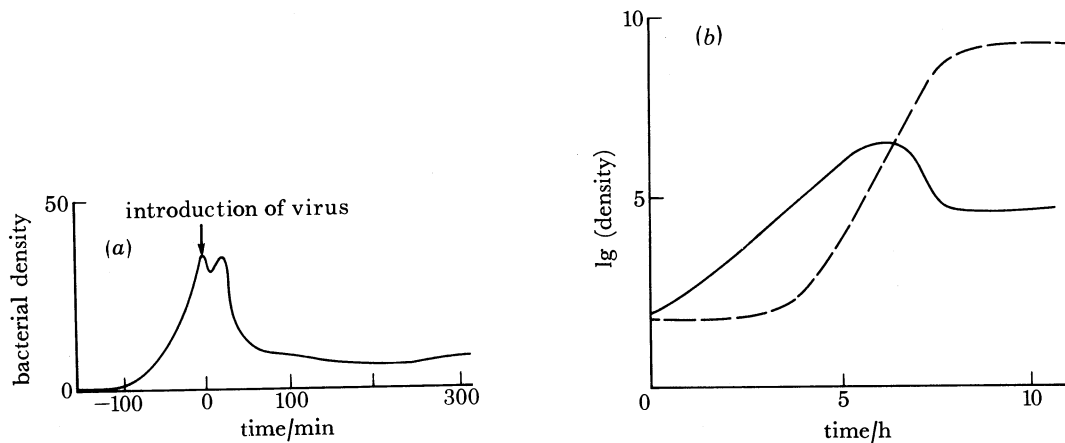 50
introduction of virus
(a)
bacterial density
0
−100
0
100
300
time/min
10
(b)
lg (density)
5
0
5
10
time/h